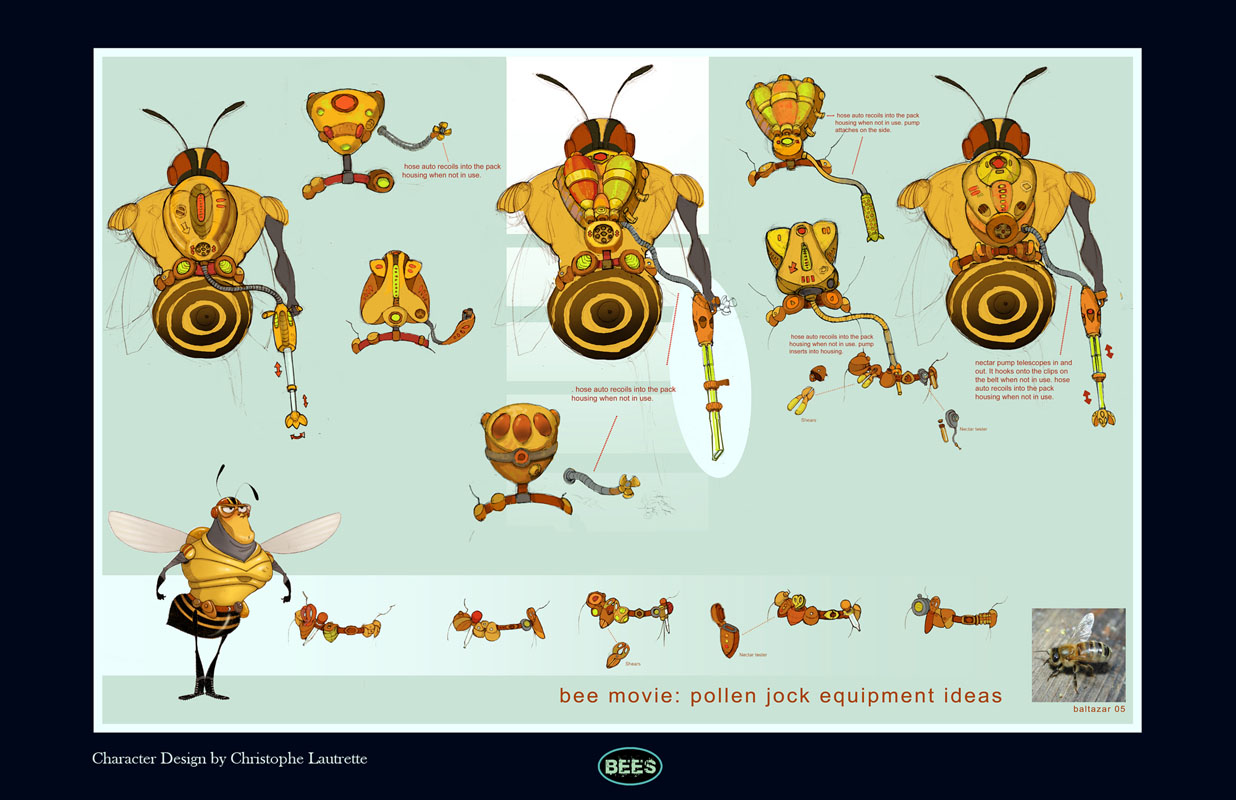 hose auto recoils into the pack
housing when not in use.
hose auto recoils into the pack
housing when not in use. pump
attaches on the side.
hose auto recoils into the pack
housing when not in use. pump
inserts into housing.
nectar pump telescopes in and
out. It hooks onto the clips on
the belt when not in use. hose
auto recoils into the pack
housing when not in use.
. hose auto recoils into the pack
housing when not in use.
Shears
Nectar tester
Shears
Nectar tester
bee movie: pollen jock equipment ideas
baltazar 05
Character Design by Christophe Lautrette
BEES